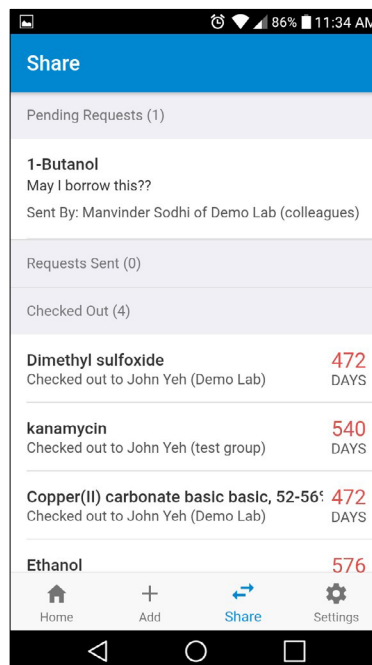 86% 11:34 AM
Share
Pending Requests (1)
1-Butanol
May I borrow this??
Sent By: Manvinder Sodhi of Demo Lab (colleagues)
Requests Sent (0)
Checked Out (4)
Dimethyl sulfoxide 472
Checked out to John Yeh (Demo Lab) DAYS
kanamycin 540
Checked out to John Yeh (test group) DAYS
Copper(II) carbonate basic basic, 52-56 472
Checked out to John Yeh (Demo Lab) DAYS
Ethanol 576
Home Add Share Settings